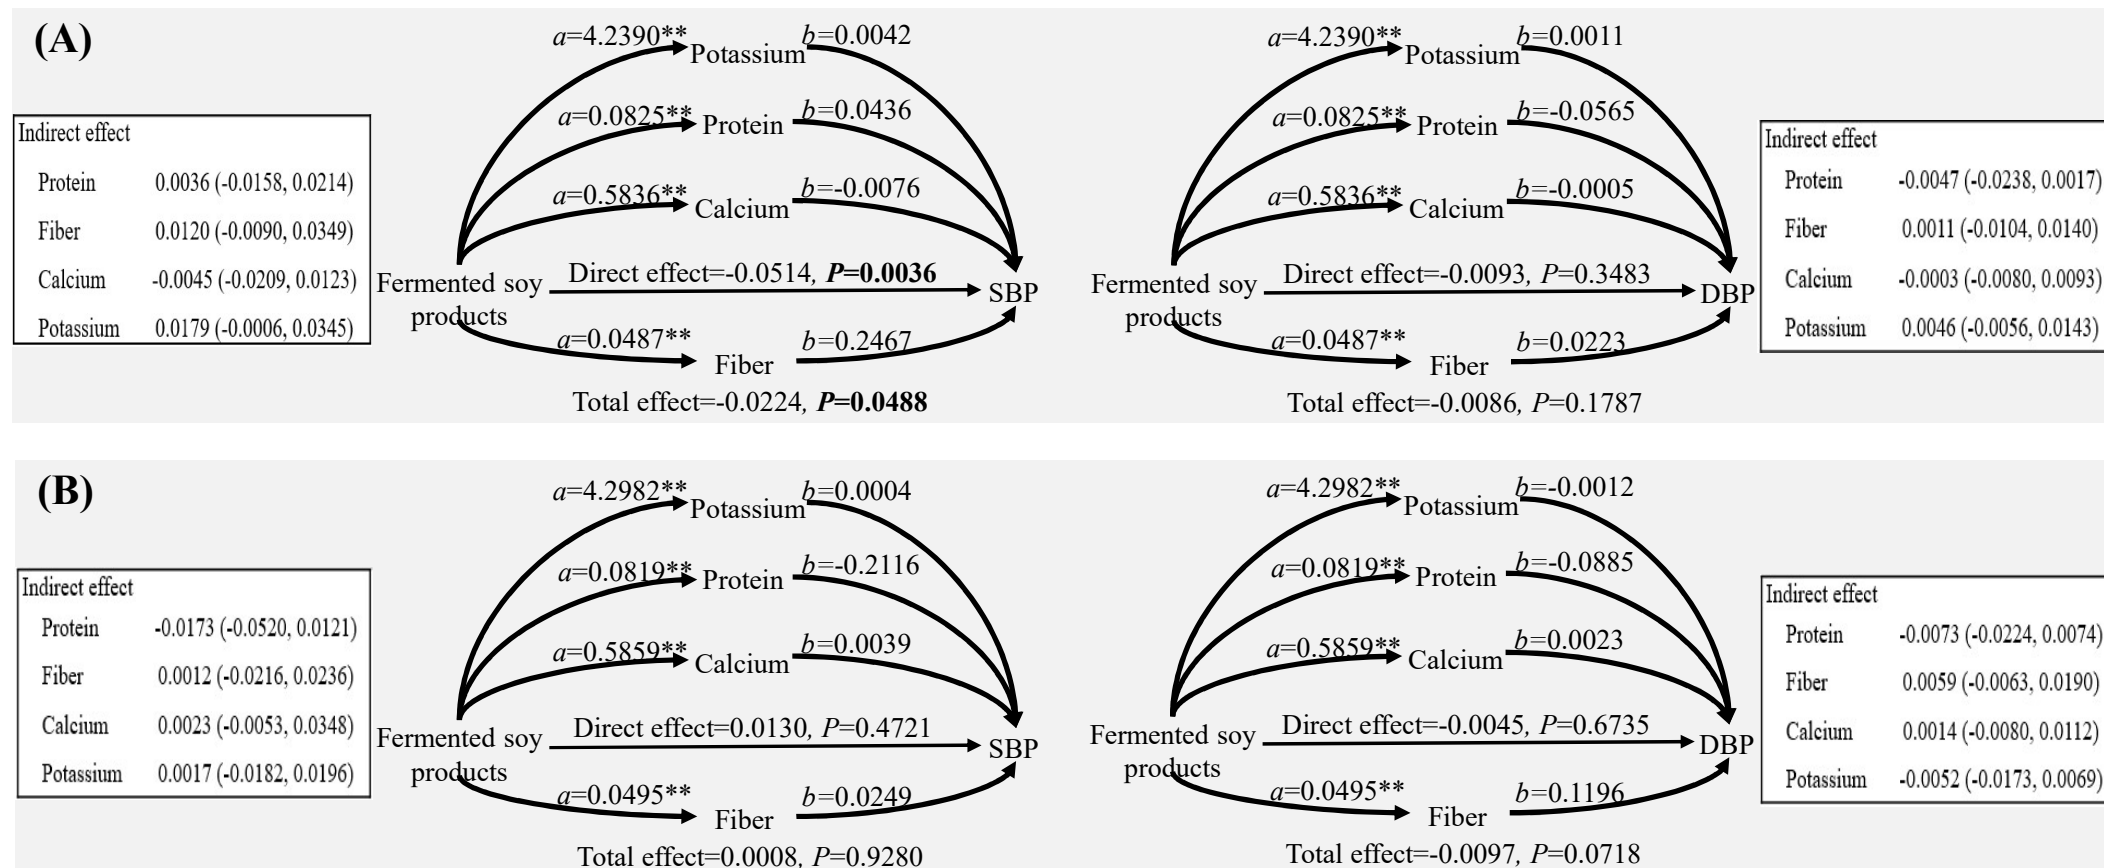 (A)
Indirect effect
Protein 0.0036 (-0.0158, 0.0214)
Fiber 0.0120 (-0.0090, 0.0349)
Calcium -0.0045 (-0.0209, 0.0123)
Potassium 0.0179 (-0.0006, 0.0345)
a=4.2390** Potassium b=0.0042
a=0.0825** Protein b=0.0436
a=0.5836** Calcium b=-0.0076
Fermented soy
products
Direct effect=-0.0514, P=0.0036
SBP
a=0.0487** Fiber b=0.2467
Total effect=-0.0224, P=0.0488
a=4.2390** Potassium b=0.0011
a=0.0825** Protein b=-0.0565
a=0.5836** Calcium b=-0.0005
Fermented soy
products
Direct effect=-0.0093, P=0.3483
DBP
a=0.0487** Fiber b=0.0223
Total effect=-0.0086, P=0.1787
Indirect effect
Protein -0.0047 (-0.0238, 0.0017)
Fiber 0.0011 (-0.0104, 0.0140)
Calcium -0.0003 (-0.0080, 0.0093)
Potassium 0.0046 (-0.0056, 0.0143)
(B)
Indirect effect
Protein -0.0173 (-0.0520, 0.0121)
Fiber 0.0012 (-0.0216, 0.0236)
Calcium 0.0023 (-0.0053, 0.0348)
Potassium 0.0017 (-0.0182, 0.0196)
a=4.2982** Potassium b=0.0004
a=0.0819** Protein b=-0.2116
a=0.5859** Calcium b=0.0039
Fermented soy
products
Direct effect=0.0130, P=0.4721
SBP
a=0.0495** Fiber b=0.0249
Total effect=0.0008, P=0.9280
a=4.2982** Potassium b=-0.0012
a=0.0819** Protein b=-0.0885
a=0.5859** Calcium b=0.0023
Fermented soy
products
Direct effect=-0.0045, P=0.6735
DBP
a=0.0495** Fiber b=0.1196
Total effect=-0.0097, P=0.0718
Indirect effect
Protein -0.0073 (-0.0224, 0.0074)
Fiber 0.0059 (-0.0063, 0.0190)
Calcium 0.0014 (-0.0080, 0.0112)
Potassium -0.0052 (-0.0173, 0.0069)